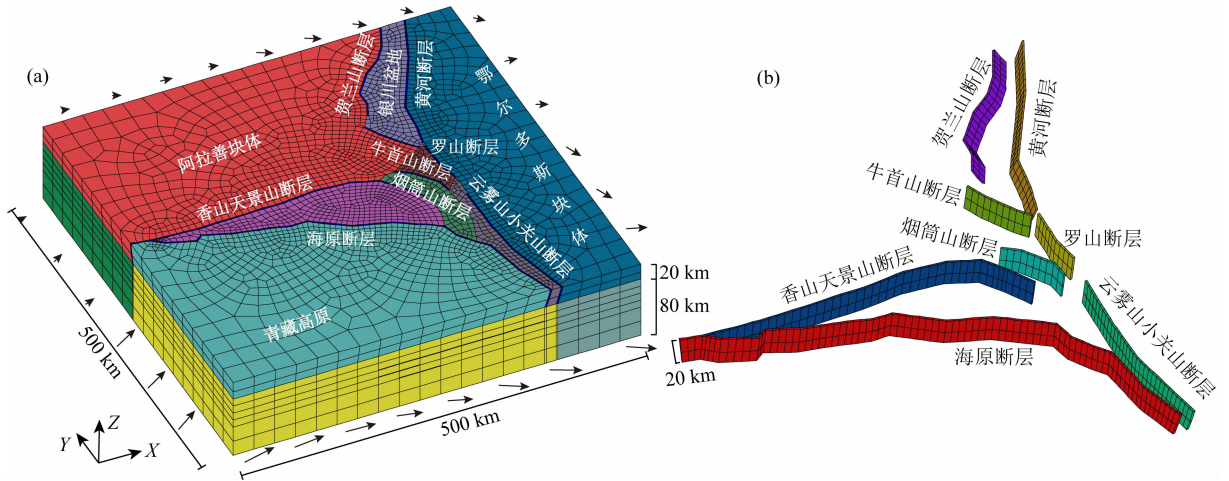 (a)
贺兰山断层
银川盆地
黄河断层
鄂尔多斯块体
阿拉善块体
牛首山断层
罗山断层
香山天景山断层
烟筒山断层
云雾山小关山断层
海原断层
青藏高原
20 km
80 km
500 km
500 km
Z
Y
X
(b)
贺兰山断层
黄河断层
牛首山断层
烟筒山断层
罗山断层
香山天景山断层
云雾山小关山断层
海原断层
20 km